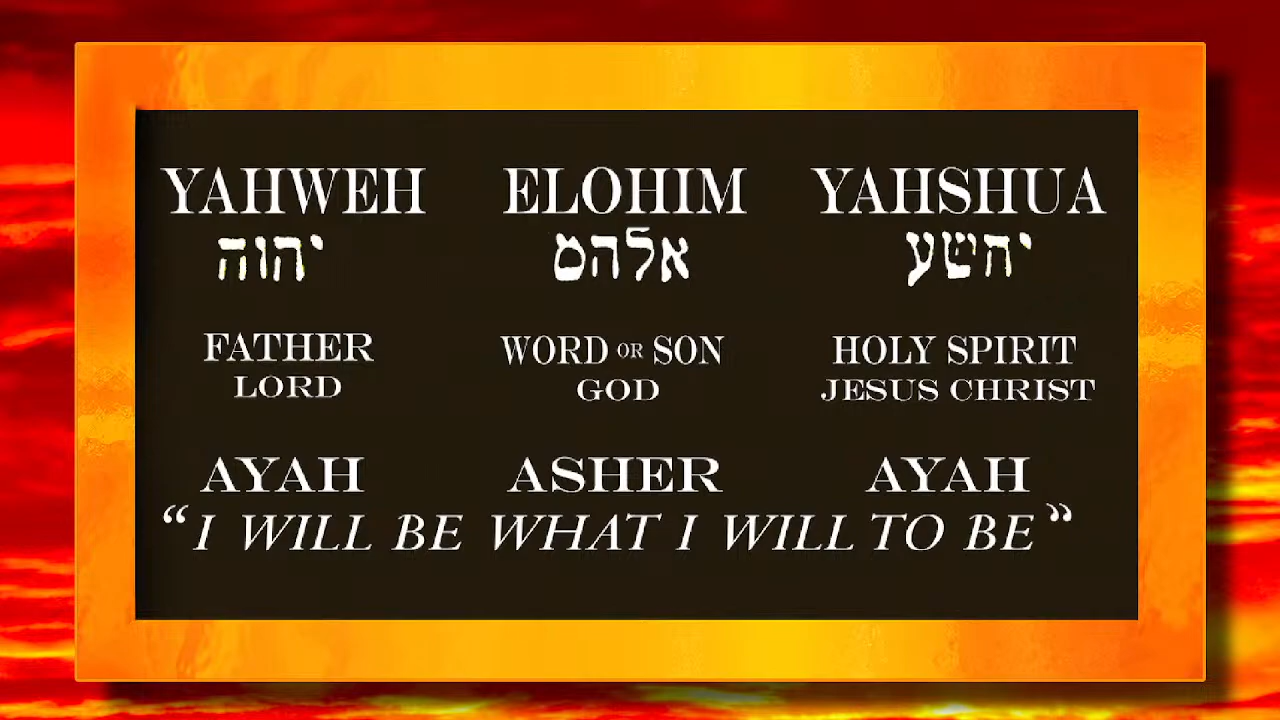 YAHWEH ELOHIM YAHSHUA
יהוה אלהם יהשע
FATHER WORD OR SON HOLY SPIRIT
LORD GOD JESUS CHRIST
AYAH ASHER AYAH
“I WILL BE WHAT I WILL TO BE”